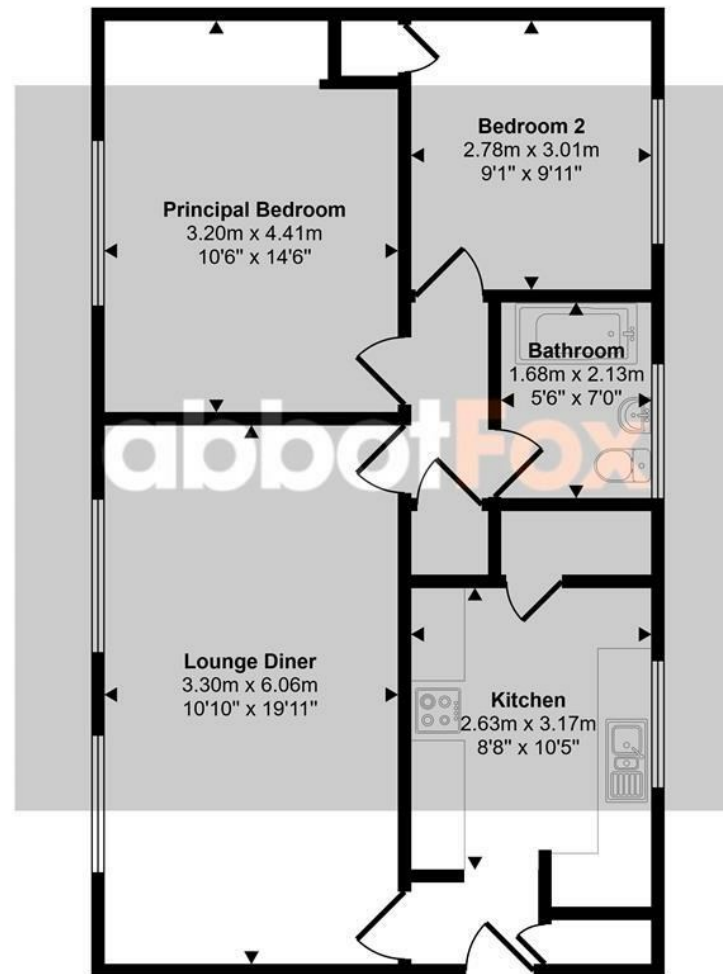 Bedroom 2
2.78m x 3.01m
9'1" x 9'11"
Principal Bedroom
3.20m x 4.41m
10'6" x 14'6"
Bathroom
1.68m x 2.13m
5'6" x 7'0"
abbotFox
Lounge Diner
3.30m x 6.06m
10'10" x 19'11"
Kitchen
2.63m x 3.17m
8'8" x 10'5"